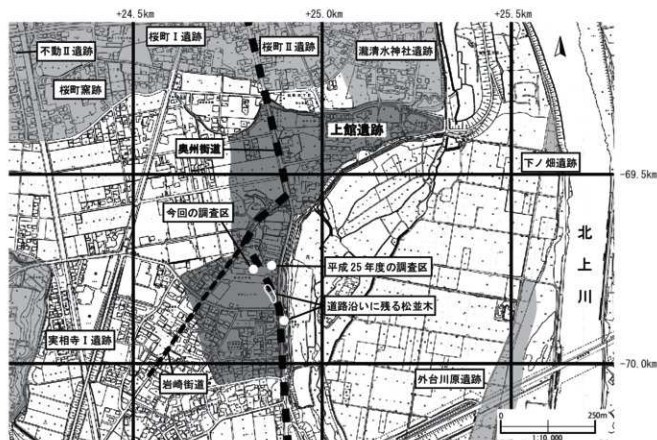 +24.5km
+25.0km
+25.5km
不動Ⅱ遺跡
桜町Ⅰ遺跡
桜町Ⅱ遺跡
瀧清水神社遺跡
桜町窯跡
奥州街道
上館遺跡
下ノ畑遺跡
-69.5km
今回の調査区
北上川
平成25年度の調査区
道路沿いに残る松並木
実相寺Ⅰ遺跡
岩崎街道
外台川原遺跡
-70.0km
0 250m
1:10,000